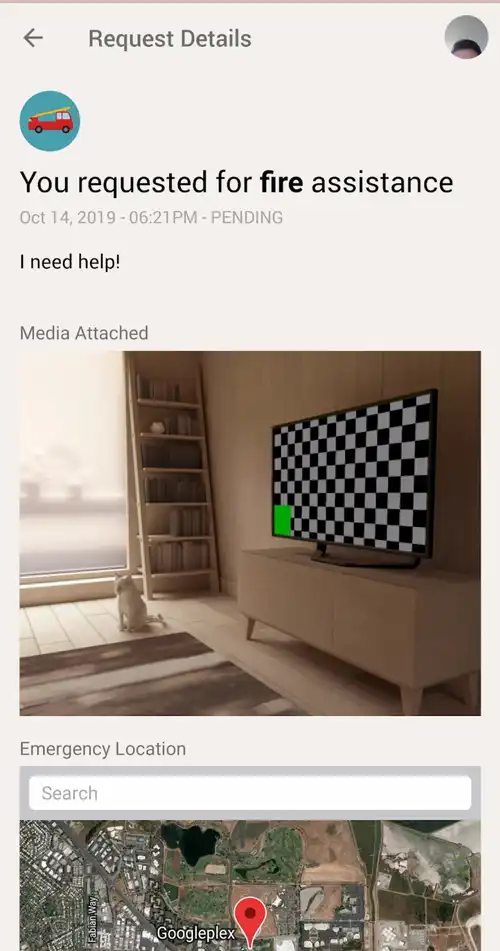 Request Details
You requested for fire assistance
Oct 14, 2019 - 06:21PM - PENDING
I need help!
Media Attached
Emergency Location
Search
Fabian Way
Googleplex